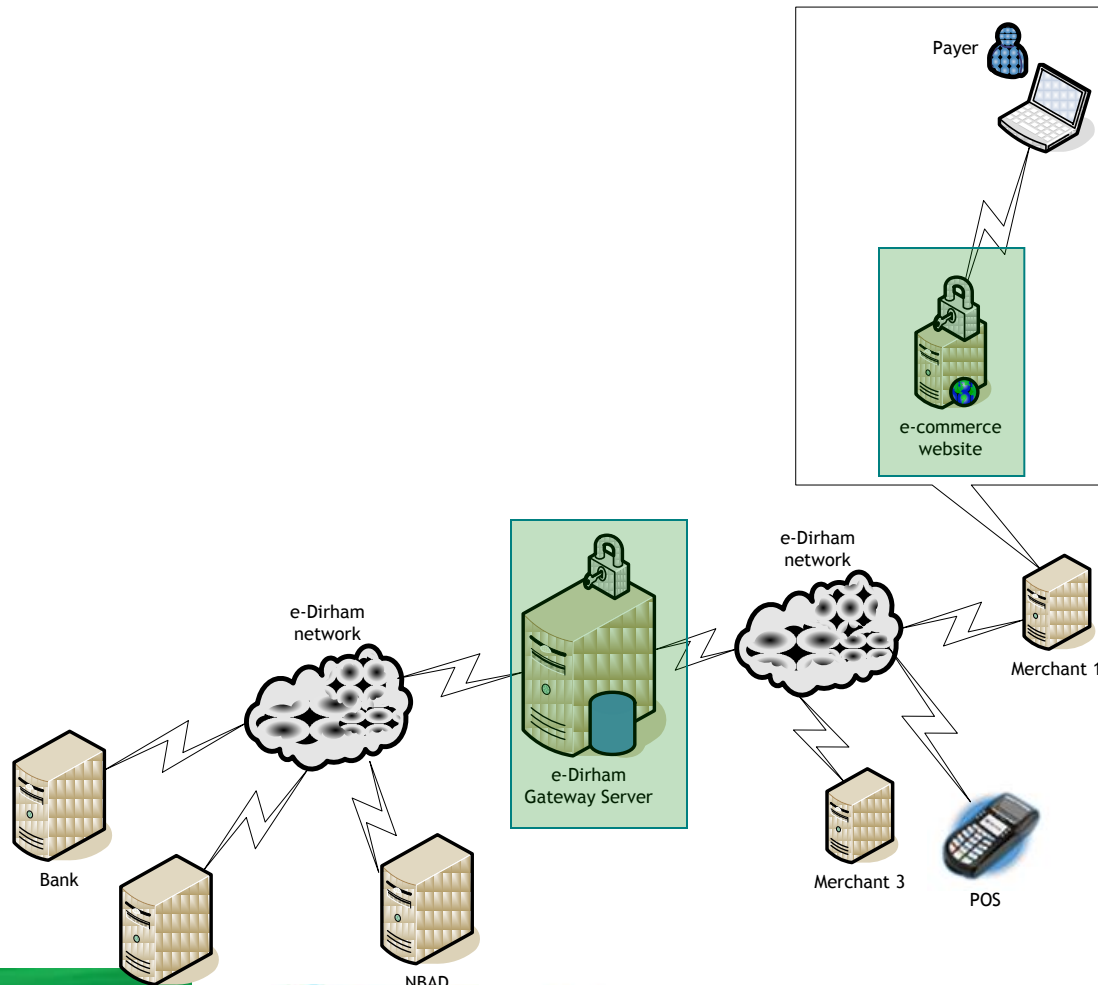 Payer
e-commerce
website
e-Dirham
network
e-Dirham
network
Merchant 1
e-Dirham
Gateway Server
Merchant 3
POS
Bank
NBAD